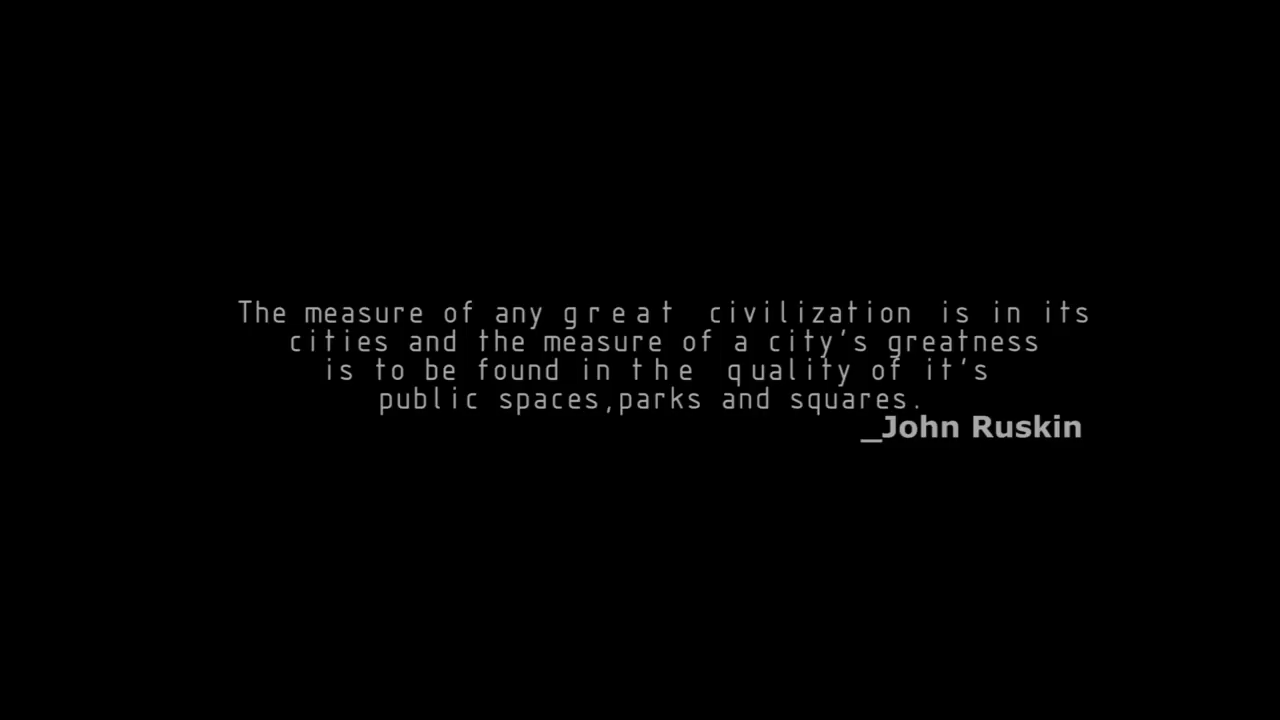 The measure of any great civilization is in its
cities and the measure of a city's greatness
is to be found in the quality of it's
public spaces,parks and squares.
_John Ruskin